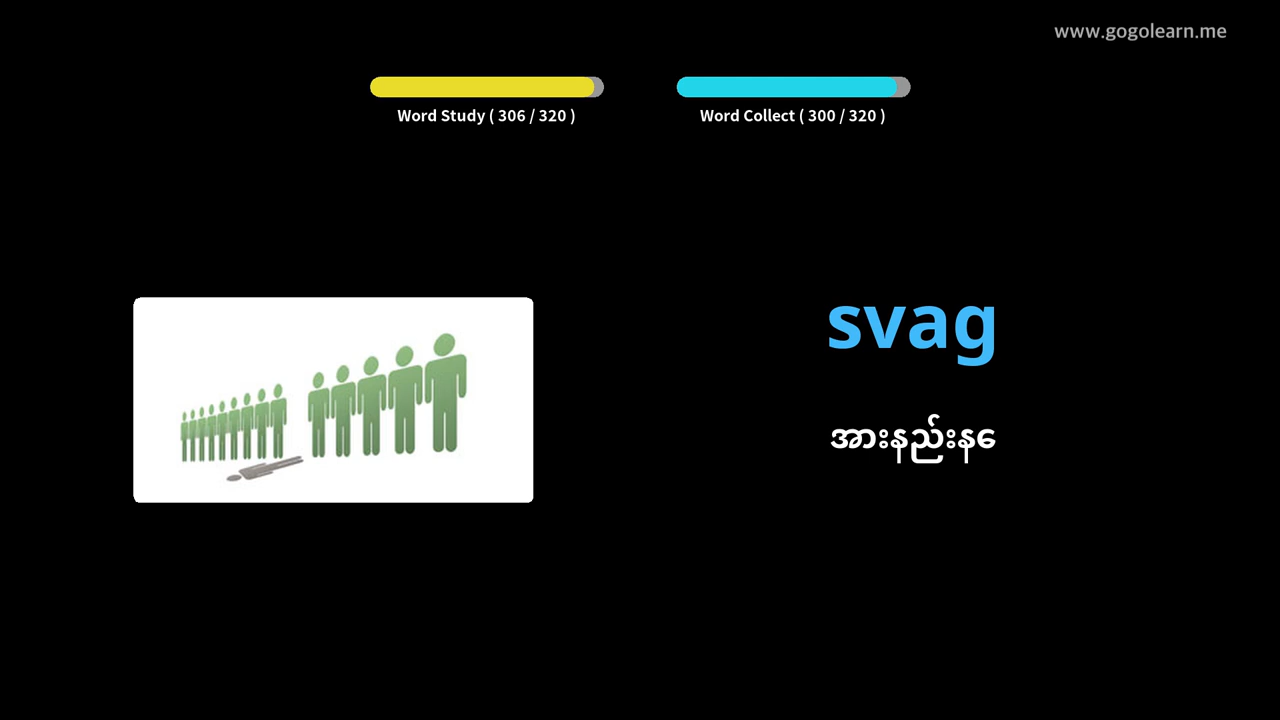 www.gogolearn.me
Word Study ( 306 / 320 )
Word Collect ( 300 / 320 )
svag
အားနည်းနေ